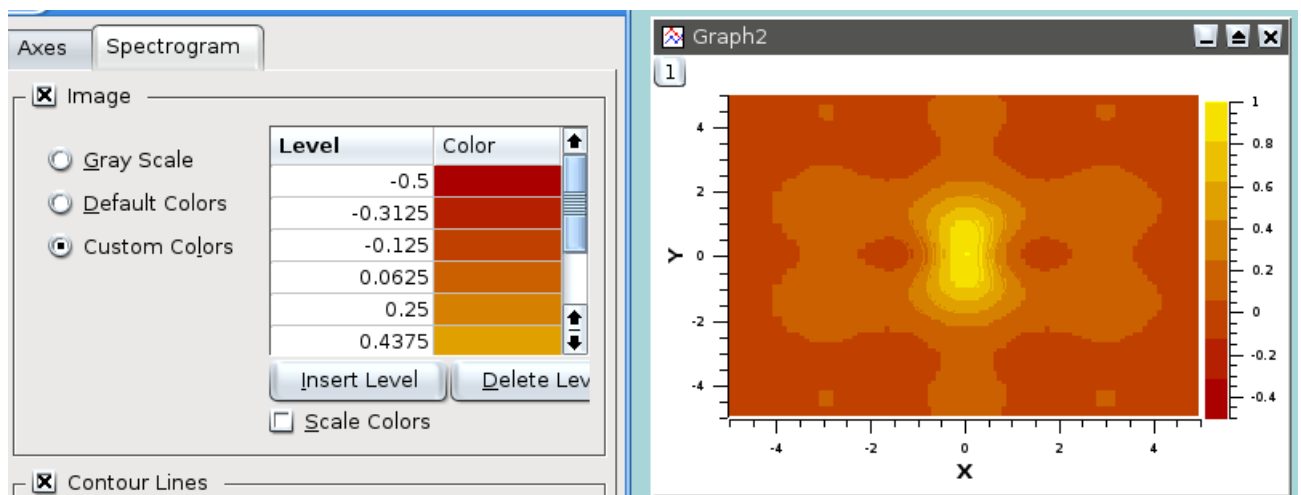 Axes Spectrogram
Image
Gray Scale
Default Colors
Custom Colors
Level Color
-0.5
-0.3125
-0.125
0.0625
0.25
0.4375
Insert Level Delete Lev
Scale Colors
Contour Lines
Graph2
1
4
2
0
-2
-4
Y
-4 -2 0 2 4
X
1
0.8
0.6
0.4
0.2
0
-0.2
-0.4